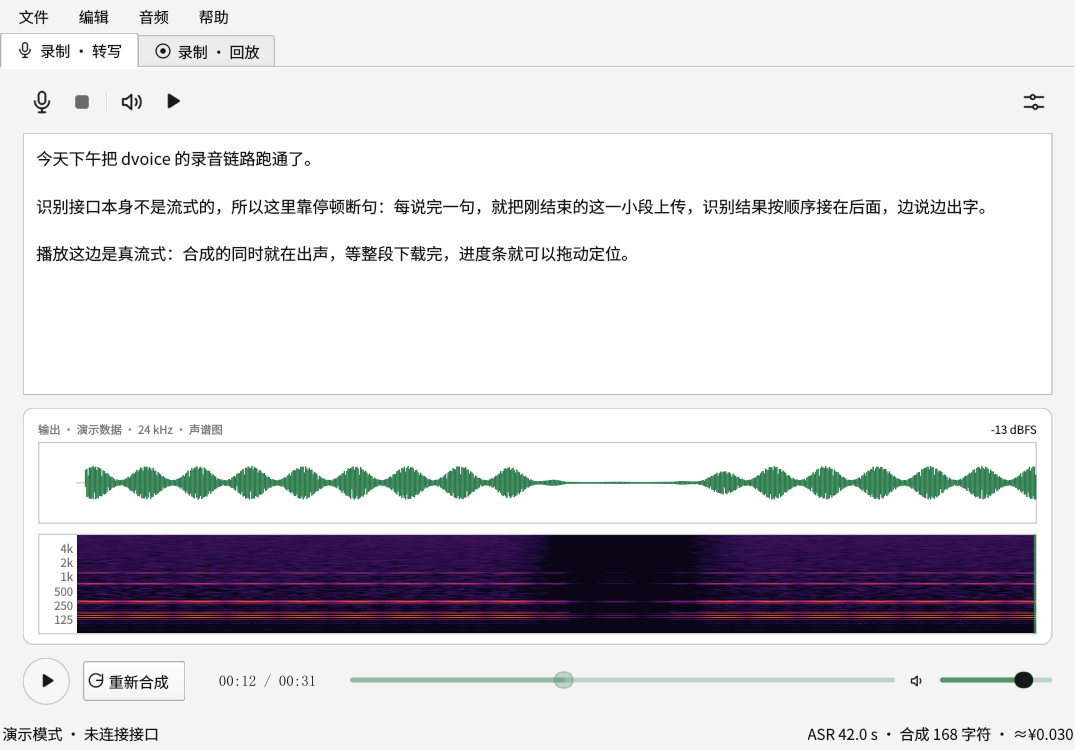 文件 编辑 音频 帮助
录制 · 转写 录制 · 回放
今天下午把 dvoice 的录音链路跑通了。
识别接口本身不是流式的，所以这里靠停顿断句：每说完一句，就把刚结束的这一小段上传，识别结果按顺序接在后面，边说边出字。
播放这边是真流式：合成的同时就在出声，等整段下载完，进度条就可以拖动定位。
输出 · 演示数据 · 24 kHz · 声谱图 -13 dBFS
4k
2k
1k
500
250
125
重新合成 00:12 / 00:31
演示模式 · 未连接接口 ASR 42.0 s · 合成 168 字符 · ≈¥0.030